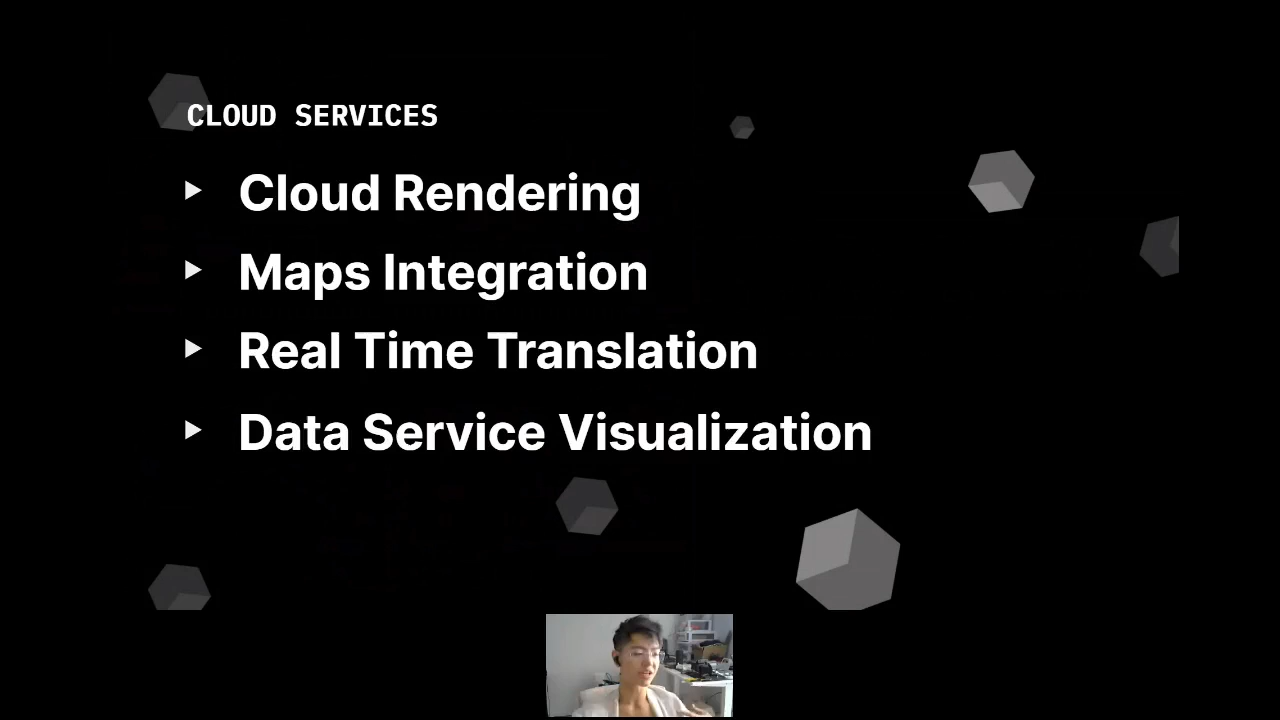 CLOUD SERVICES
Cloud Rendering
Maps Integration
Real Time Translation
Data Service Visualization